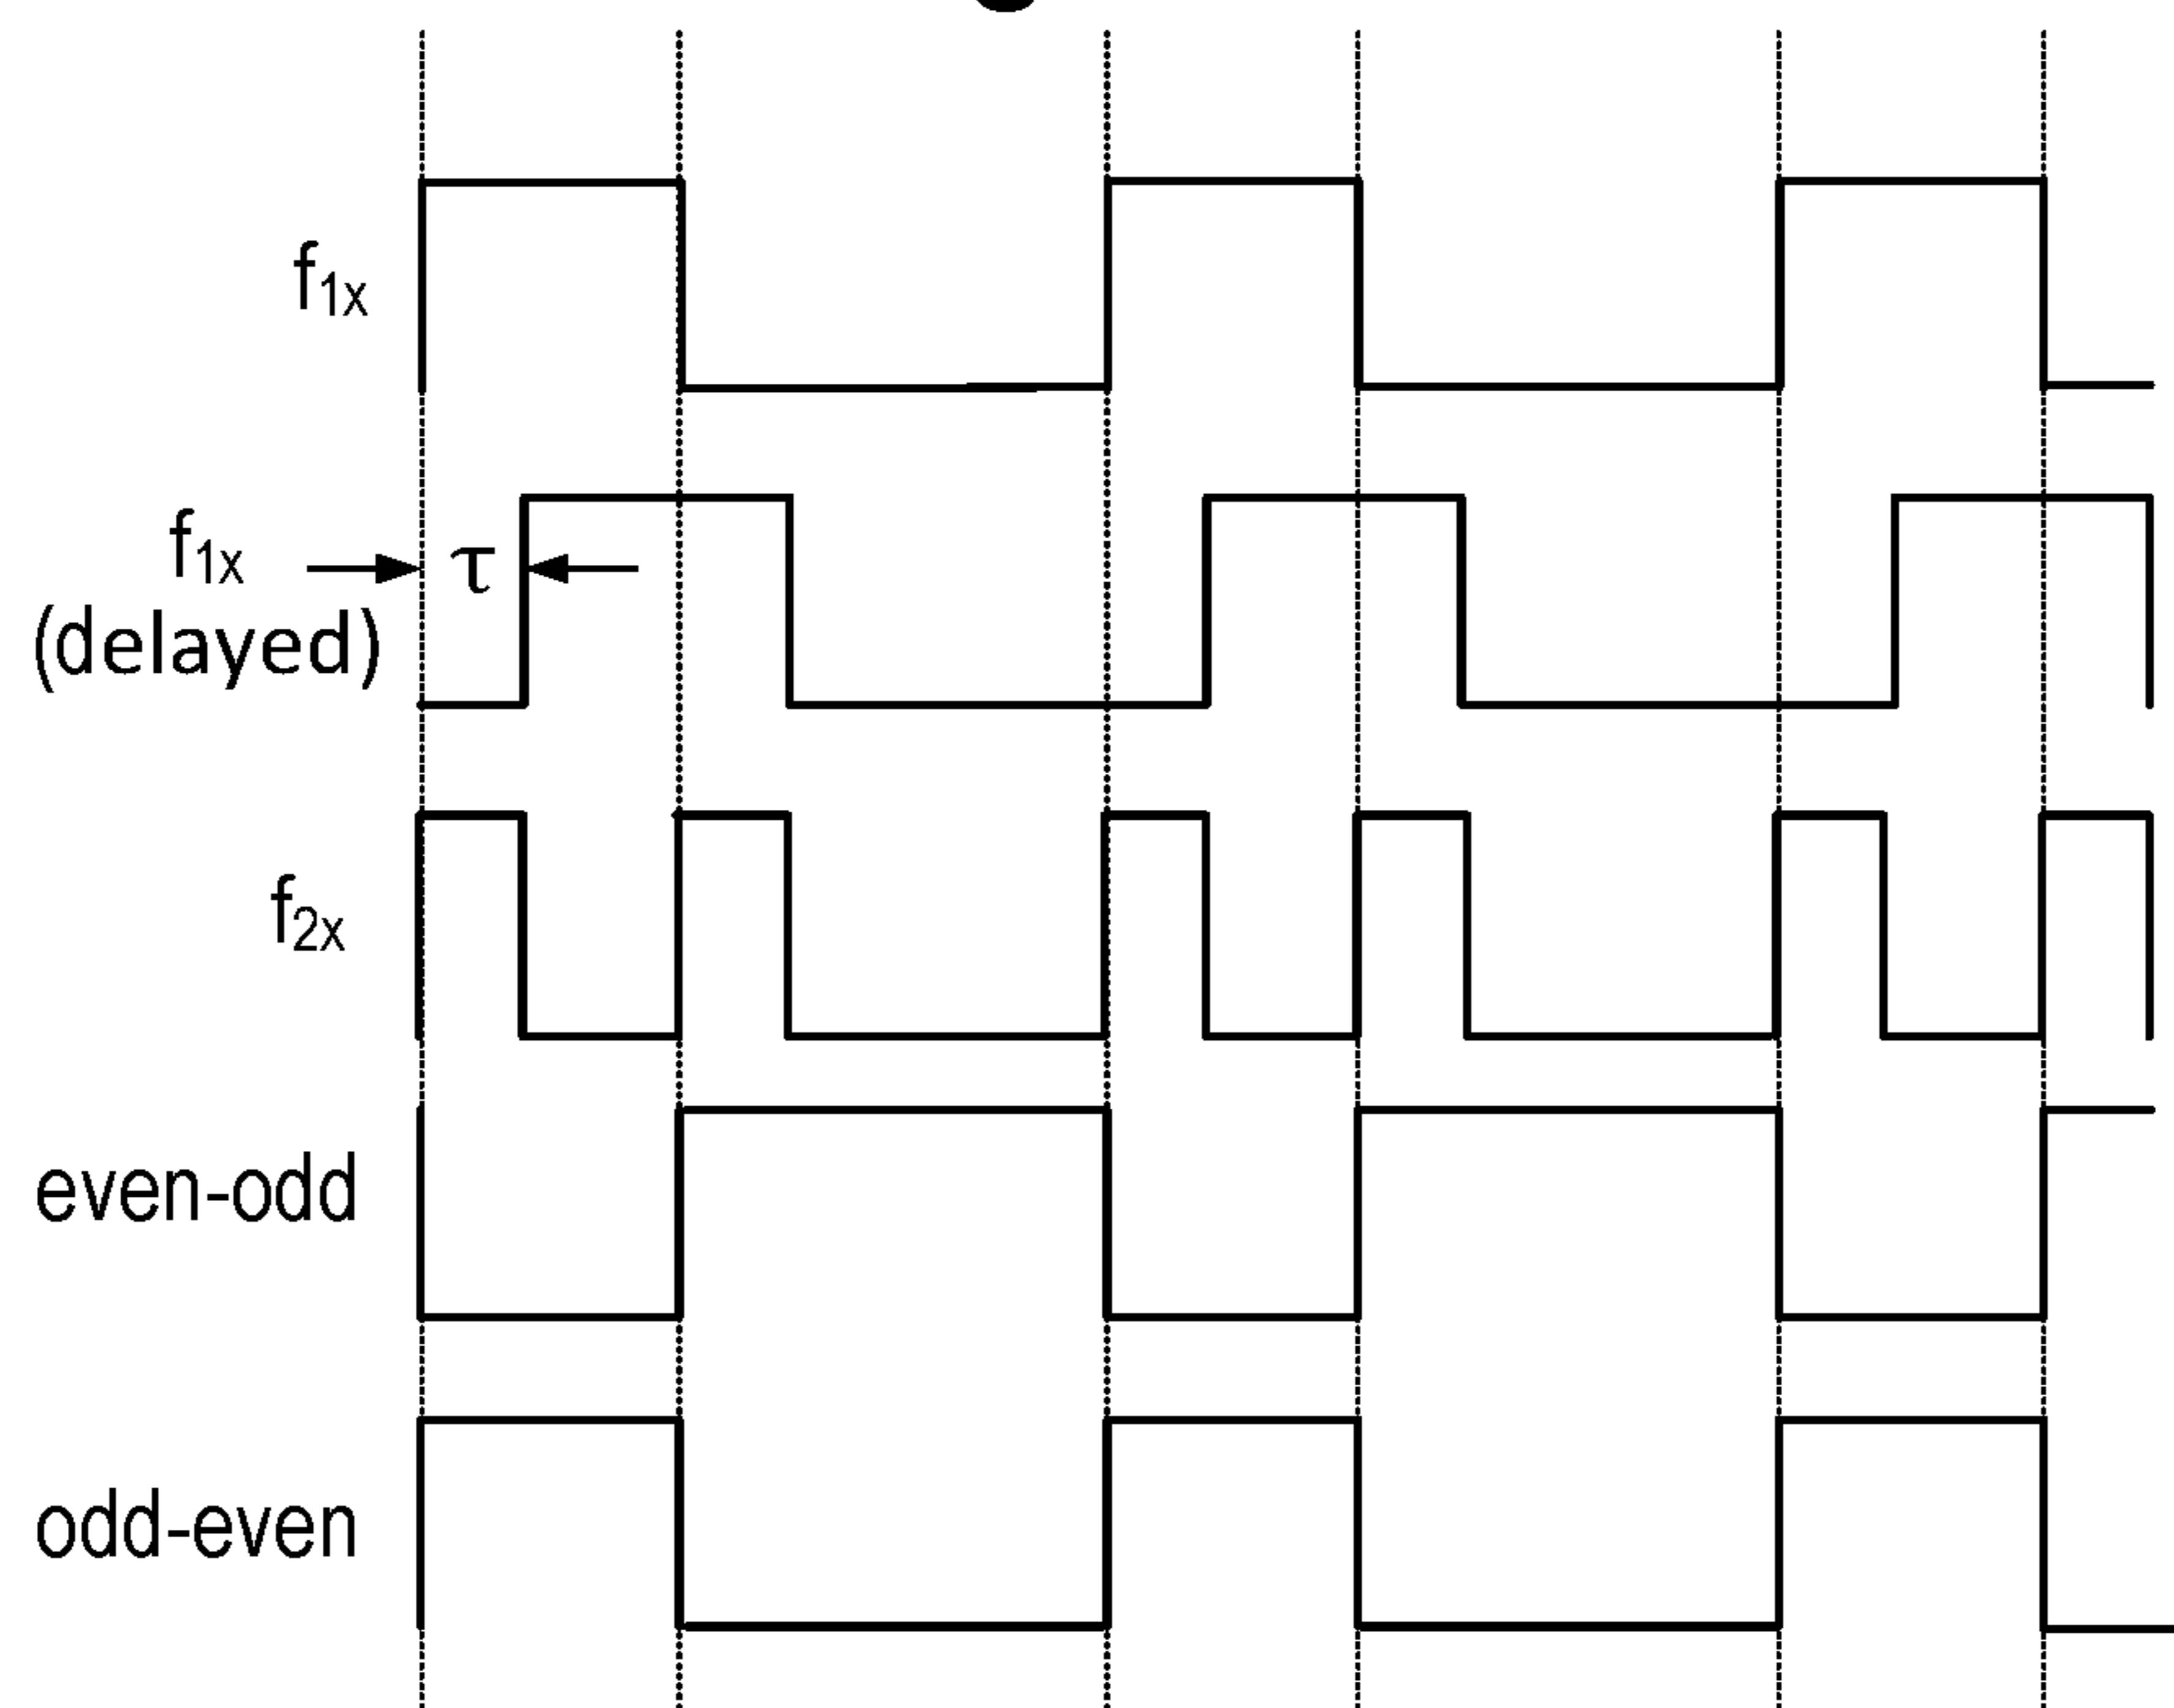 f1x
f1x
τ
(delayed)
f2x
even-odd
odd-even